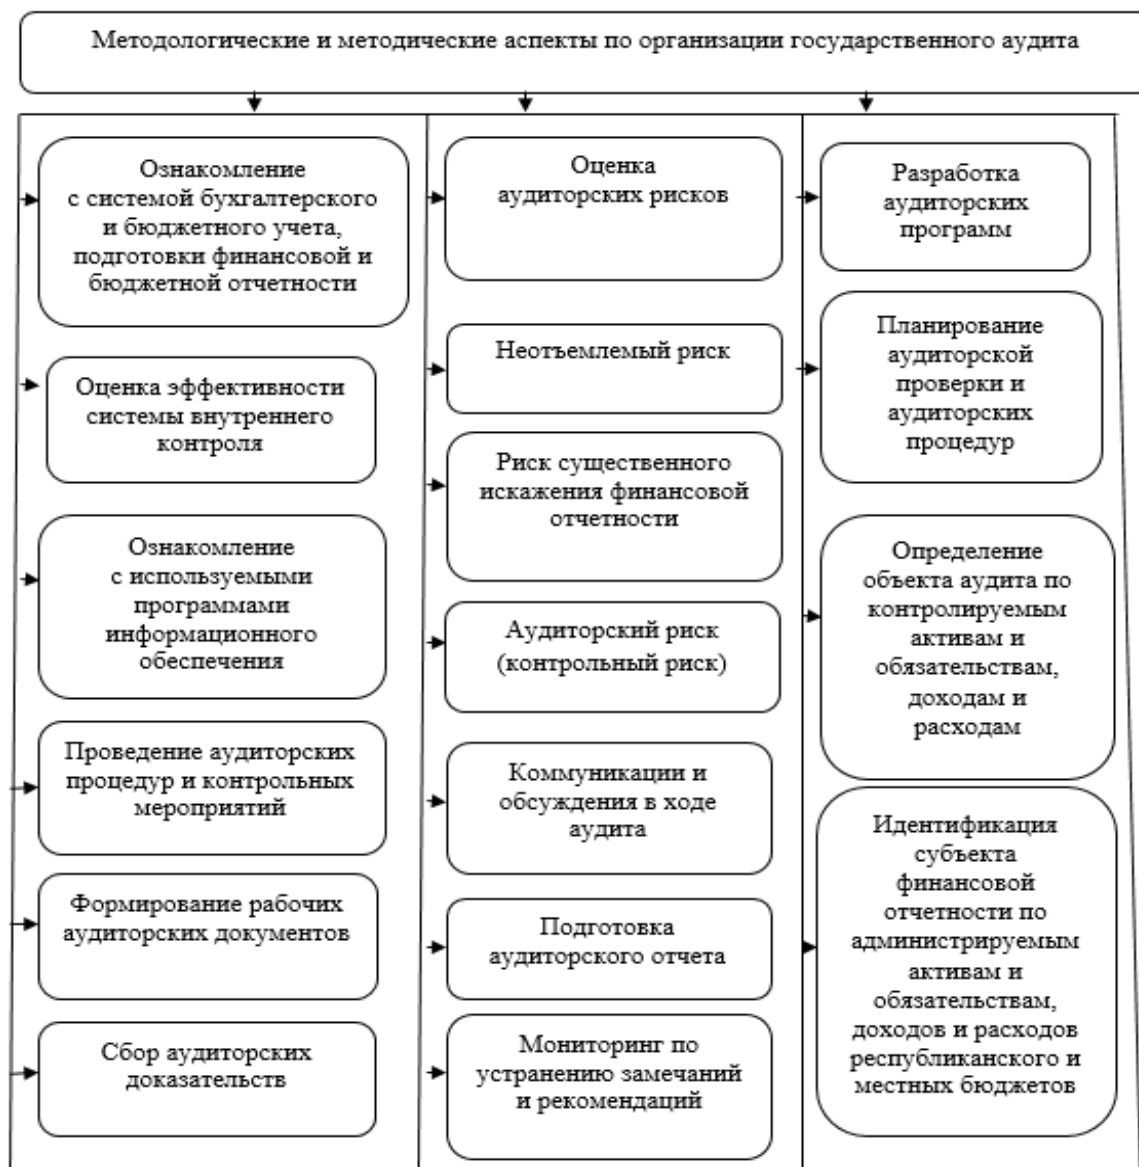 Методологические и методические аспекты по организации государственного аудита
Ознакомление
с системой бухгалтерского
и бюджетного учета,
подготовки финансовой и
бюджетной отчетности
Оценка эффективности
системы внутреннего
контроля
Ознакомление
с используемыми
программами
информационного
обеспечения
Проведение аудиторских
процедур и контрольных
мероприятий
Формирование рабочих
аудиторских документов
Сбор аудиторских
доказательств
Оценка
аудиторских рисков
Неотъемлемый риск
Риск существенного
искажения финансовой
отчетности
Аудиторский риск
(контрольный риск)
Коммуникации и
обсуждения в ходе
аудита
Подготовка
аудиторского отчета
Мониторинг по
устранению замечаний
и рекомендаций
Разработка
аудиторских
программ
Планирование
аудиторской
проверки и
аудиторских
процедур
Определение
объекта аудита по
контролируемым
активам и
обязательствам,
доходам и
расходам
Идентификация
субъекта
финансовой
отчетности по
администрируемым
активам и
обязательствам,
доходов и расходов
республиканского и
местных бюджетов